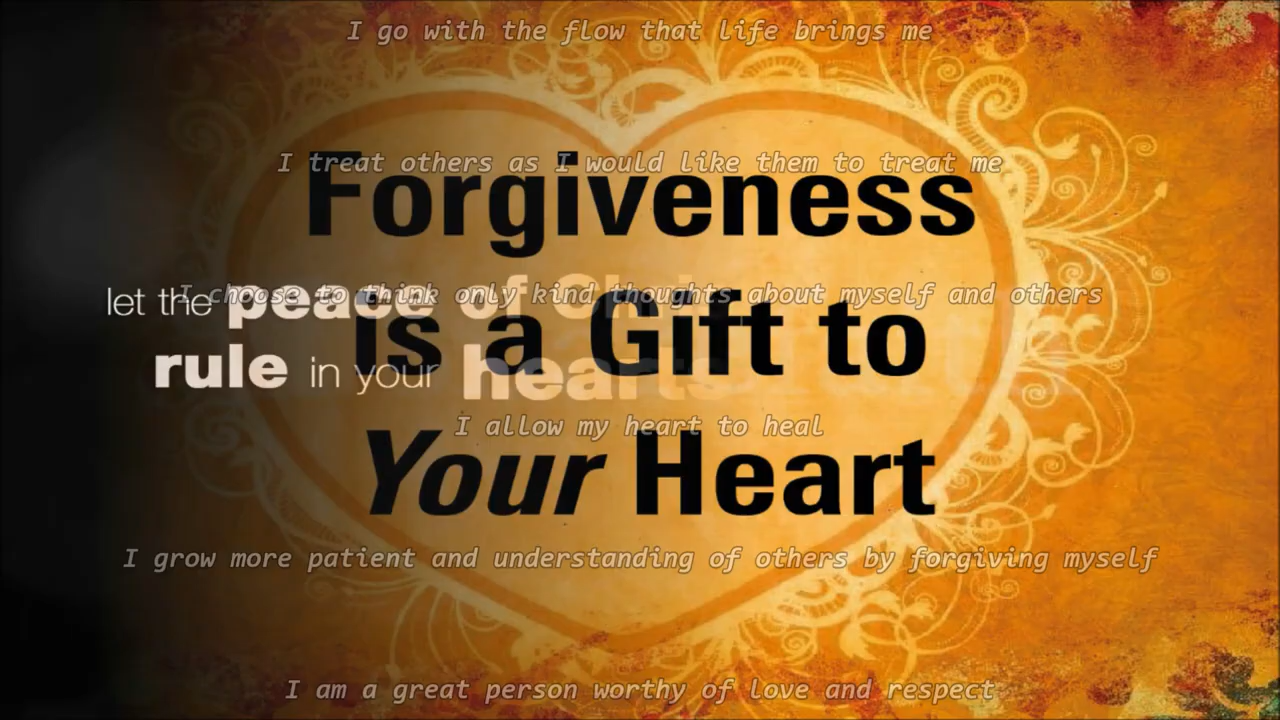 I go with the flow that life brings me
I treat others as I would like them to treat me
Forgiveness
I choose to think only kind thoughts about myself and others
let the peace of
is a Gift to
rule in your hearts
I allow my heart to heal
Your Heart
I grow more patient and understanding of others by forgiving myself
I am a great person worthy of love and respect